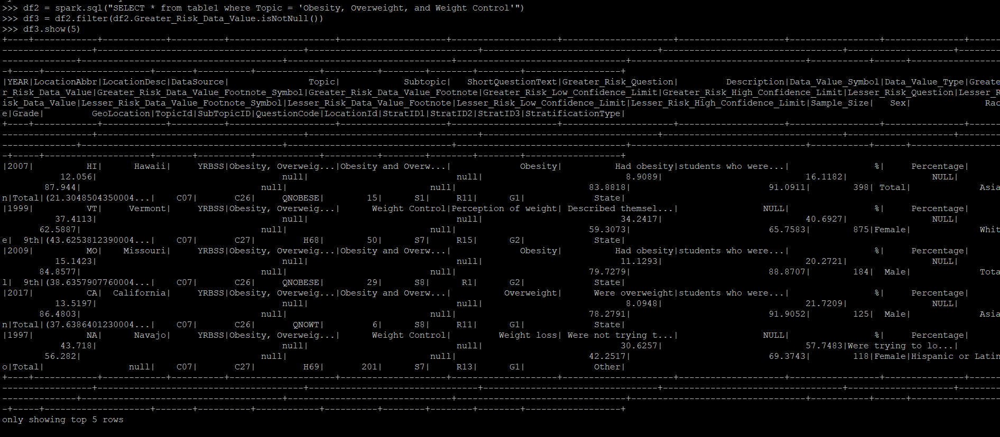 >>> df2 = spark.sql("SELECT * from table1 where Topic = 'Obesity, Overweight, and Weight Control'")
>>> df3 = df2.filter(df2.Greater_Risk_Data_Value.isNotNull())
>>> df3.show(5)
|YEAR|LocationAbbr|LocationDesc|DataSource| Topic| Subtopic| ShortQuestionText|Greater_Risk_Question| Description|Data_Value_Symbol|Data_Value_Type|Greate
r_Risk_Data_Value|Greater_Risk_Data_Value_Footnote_Symbol|Greater_Risk_Data_Value_Footnote|Greater_Risk_Low_Confidence_Limit|Greater_Risk_High_Confidence_Limit|Lesser_Risk_Question|Lesser_R
isk_Data_Value|Lesser_Risk_Data_Value_Footnote_Symbol|Lesser_Risk_Data_Value_Footnote|Lesser_Risk_Low_Confidence_Limit|Lesser_Risk_High_Confidence_Limit|Sample_Size| Sex| Rac
e|Grade| GeoLocation|TopicId|SubTopicID|QuestionCode|LocationId|StratID1|StratID2|StratID3|StratificationType|
|2007| HI| Hawaii| YRBSS|Obesity, Overweig...|Obesity and Overw...| Obesity| Had obesity|students who were...| %| Percentage|
12.056| null| null| 8.9089| 16.1182| NULL|
87.944| null| null| 83.8818| 91.0911| 398| Total| Asia
n|Total|(21.3048504350004...| C07| C26| QNOBESE| 15| S1| R11| G1| State|
|1999| VT| Vermont| YRBSS|Obesity, Overweig...| Weight Control|Perception of weight| Described themsel...| NULL| %| Percentage|
37.4113| null| null| 34.2417| 40.6927| NULL|
62.5887| null| null| 59.3073| 65.7583| 875|Female| Whit
e| 9th|(43.6253812390004...| C07| C27| H68| 50| S7| R15| G2| State|
|2009| MO| Missouri| YRBSS|Obesity, Overweig...|Obesity and Overw...| Obesity| Had obesity|students who were...| %| Percentage|
15.1423| null| null| 11.1293| 20.2721| NULL|
84.8577| null| null| 79.7279| 88.8707| 184| Male| Tota
l| 9th|(38.6357907760004...| C07| C26| QNOBESE| 29| S8| R1| G2| State|
|2017| CA| California| YRBSS|Obesity, Overweig...|Obesity and Overw...| Overweight| Were overweight|students who were...| %| Percentage|
13.5197| null| null| 8.0948| 21.7209| NULL|
86.4803| null| null| 78.2791| 91.9052| 125| Male| Asia
n|Total|(37.6386401230004...| C07| C26| QNOWT| 6| S8| R11| G1| State|
|1997| NA| Navajo| YRBSS|Obesity, Overweig...| Weight Control| Weight loss| Were not trying t...| NULL| %| Percentage|
43.718| null| null| 30.6257| 57.7483|Were trying to lo...|
56.282| null| null| 42.2517| 69.3743| 118|Female|Hispanic or Latin
o|Total| null| C07| C27| H69| 201| S7| R13| G1| Other|
only showing top 5 rows